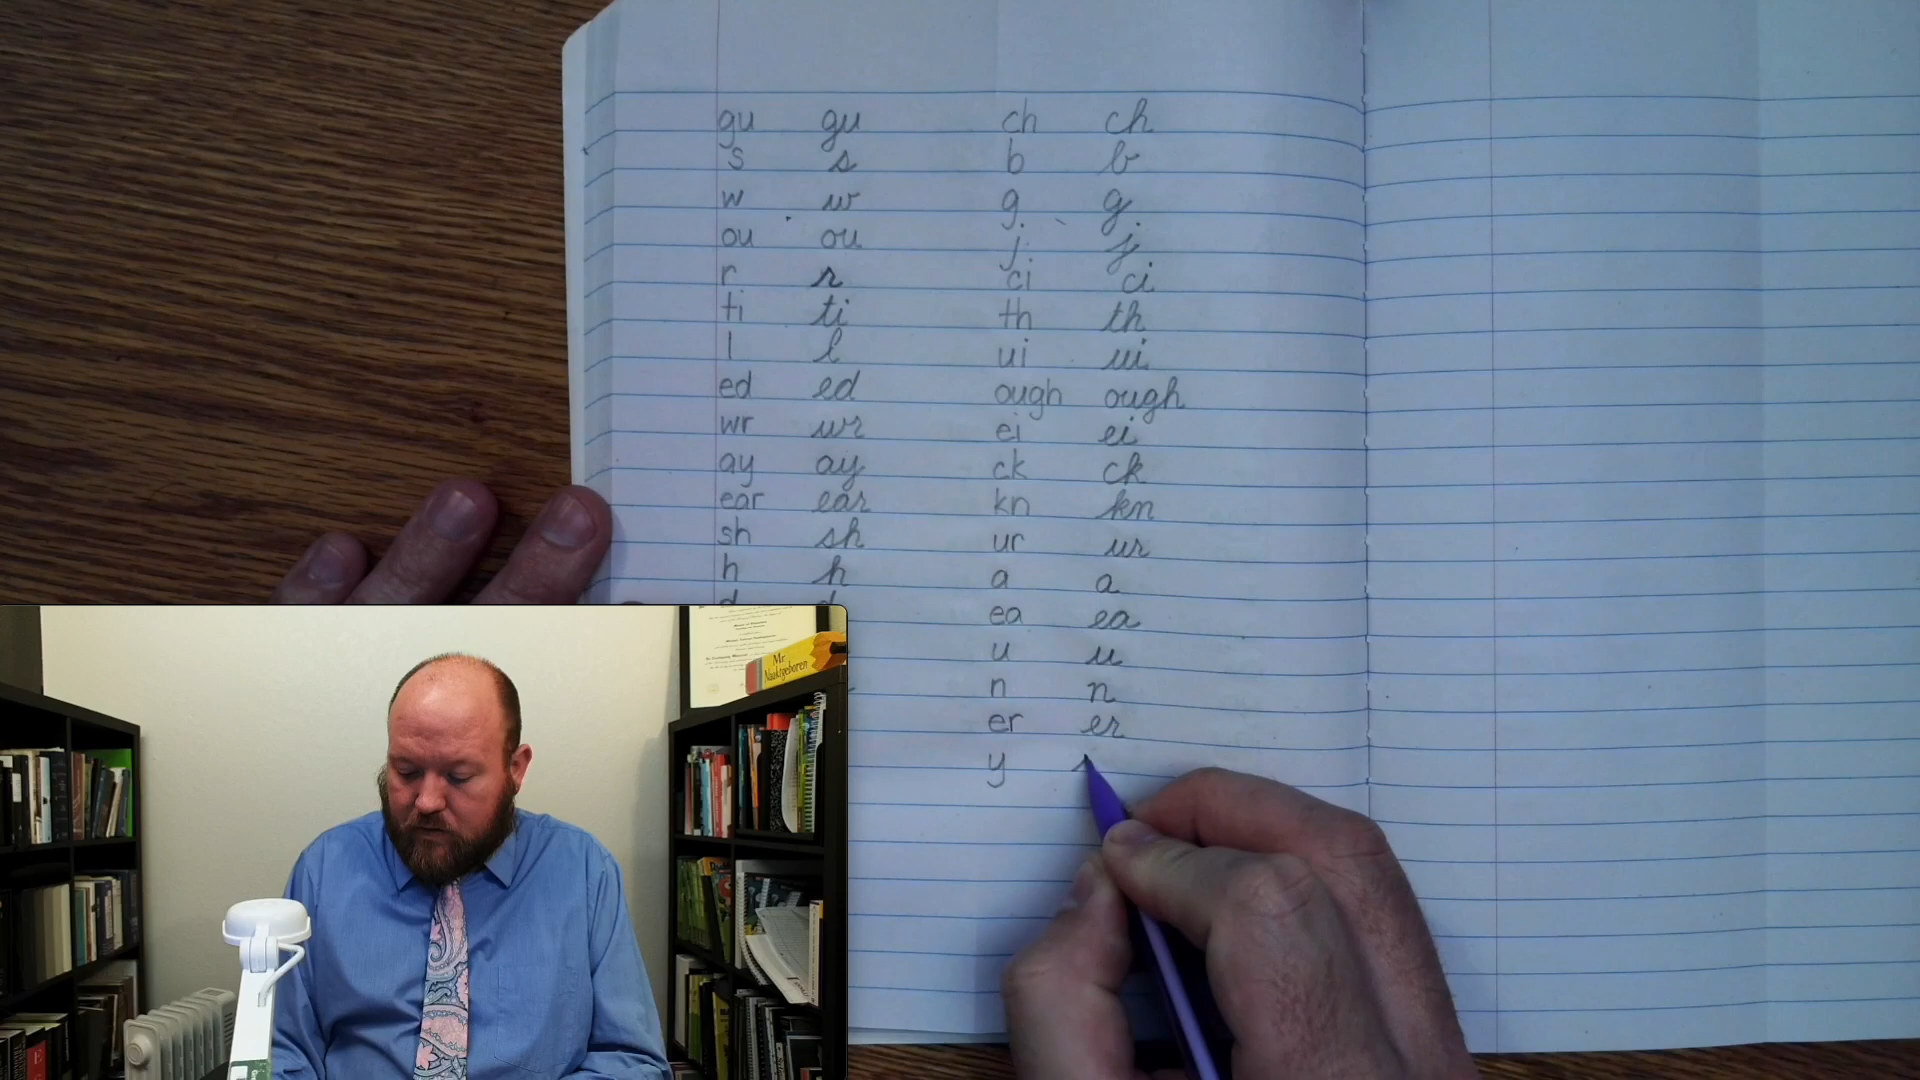 gu gu ch ch
s s b b
w w g. g.
ou ou j. j.
r r ci ci
ti ti th th
l l ui ui
ed ed ough ough
wr wr ei ei
ay ay ck ck
ear ear kn kn
sh sh ur ur
h h a a
d d ea ea
u u
n n
er er
y
Mr.
Naaktgeboren